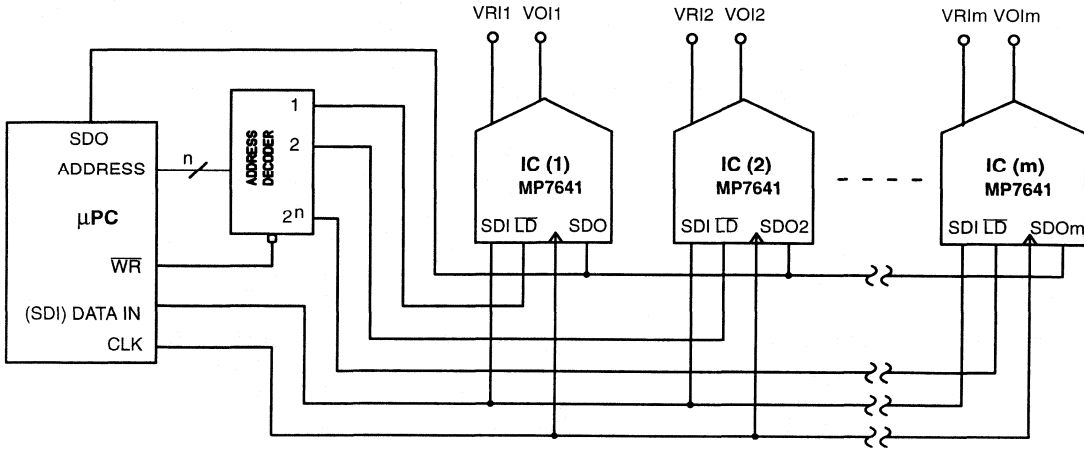 VRI1 VOI1
VRI2 VOI2
VRIm VOIm
SDO
ADDRESS
n
µPC
WR
(SDI) DATA IN
CLK
ADDRESS
DECODER
1
2
2n
IC (1)
MP7641
SDI LD SDO
IC (2)
MP7641
SDI LD SDO2
IC (m)
MP7641
SDI LD SDOm